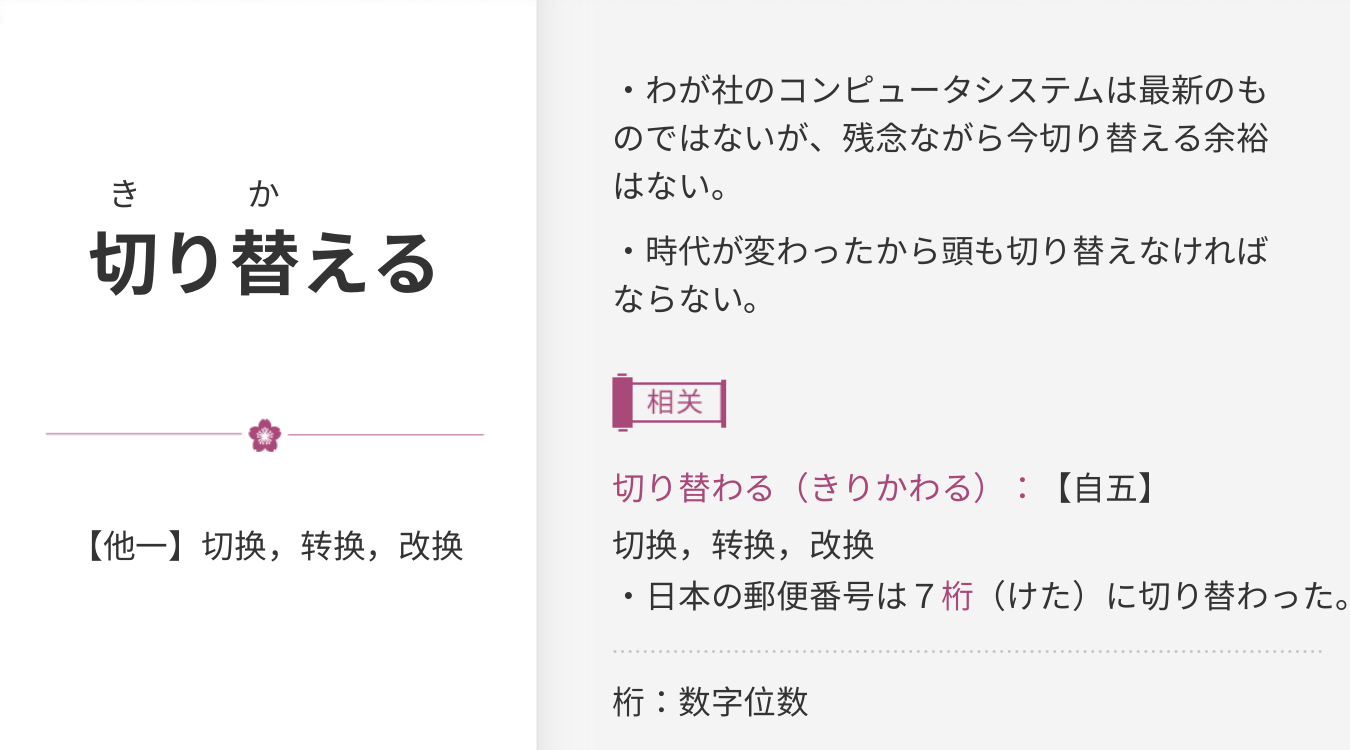 き か
切り替える
【他一】切换，转换，改换
・わが社のコンピュータシステムは最新のも
のではないが、残念ながら今切り替える余裕
はない。
・時代が変わったから頭も切り替えなければ
ならない。
相关
切り替わる（きりかわる）：【自五】
切换，转换，改换
・日本の郵便番号は７桁（けた）に切り替わった。
桁：数字位数